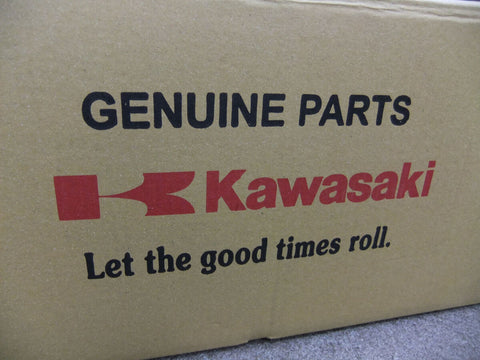 GENUINE PARTS
Kawasaki
Let the good times roll.